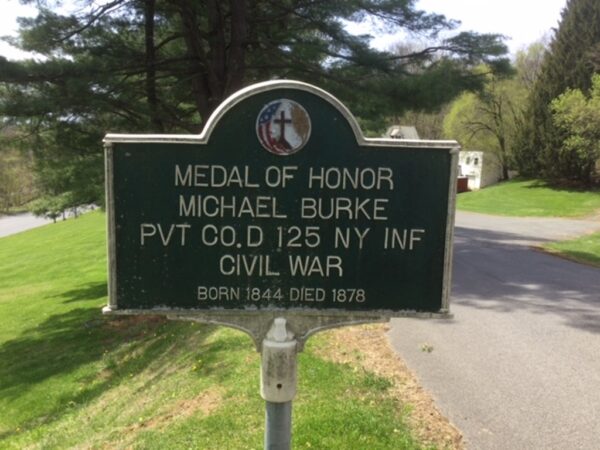 MEDAL OF HONOR
MICHAEL BURKE
PVT CO.D 125 NY INF
CIVIL WAR
BORN 1844 DIED 1878